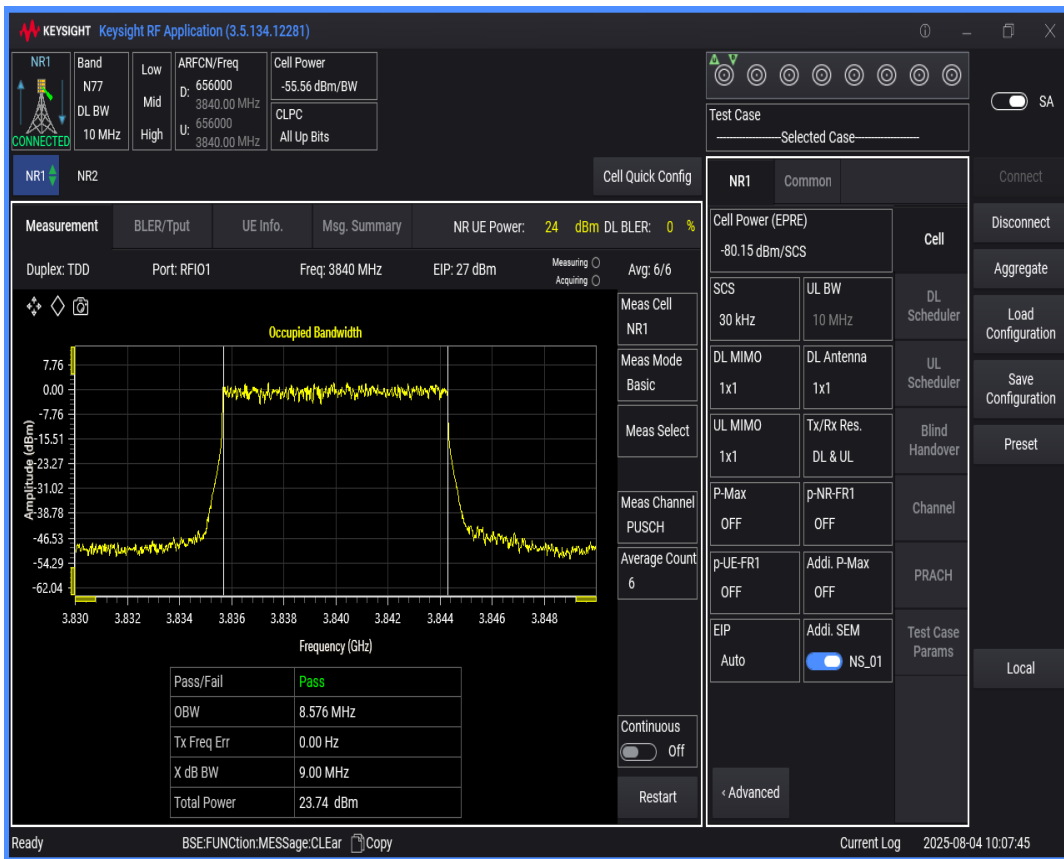 KEYSIGHT Keysight RF Application (3.5.134.12281)
NR1
CONNECTED
Band
N77
DL BW
10 MHz
Low
Mid
High
ARFCN/Freq
D: 656000
3840.00 MHz
U: 656000
3840.00 MHz
Cell Power
-55.56 dBm/BW
CLPC
All Up Bits
Test Case
--------------------Selected Case--------------------
SA
NR1 NR2
Cell Quick Config
NR1 Common
Connect
Measurement BLER/Tput UE Info. Msg. Summary NR UE Power: 24 dBm DL BLER: 0 %
Duplex: TDD Port: RFIO1 Freq: 3840 MHz EIP: 27 dBm Measuring Acquiring Avg: 6/6
Occupied Bandwidth
Amplitude (dBm)
7.76
0.00
-7.76
-15.51
-23.27
-31.02
-38.78
-46.53
-54.29
-62.04
3.830 3.832 3.834 3.836 3.838 3.840 3.842 3.844 3.846 3.848
Frequency (GHz)
Pass/Fail Pass
OBW 8.576 MHz
Tx Freq Err 0.00 Hz
X dB BW 9.00 MHz
Total Power 23.74 dBm
Meas Cell
NR1
Meas Mode
Basic
Meas Select
Meas Channel
PUSCH
Average Count
6
Continuous
Off
Restart
Cell Power (EPRE)
-80.15 dBm/SCS
SCS
30 kHz
UL BW
10 MHz
DL MIMO
1x1
DL Antenna
1x1
UL MIMO
1x1
Tx/Rx Res.
DL & UL
P-Max
OFF
p-NR-FR1
OFF
p-UE-FR1
OFF
Addi. P-Max
OFF
EIP
Auto
Addi. SEM
NS_01
‹ Advanced
Cell
DL
Scheduler
UL
Scheduler
Blind
Handover
Channel
PRACH
Test Case
Params
Disconnect
Aggregate
Load
Configuration
Save
Configuration
Preset
Local
Ready BSE:FUNCtion:MESSage:CLEar Copy Current Log 2025-08-04 10:07:45